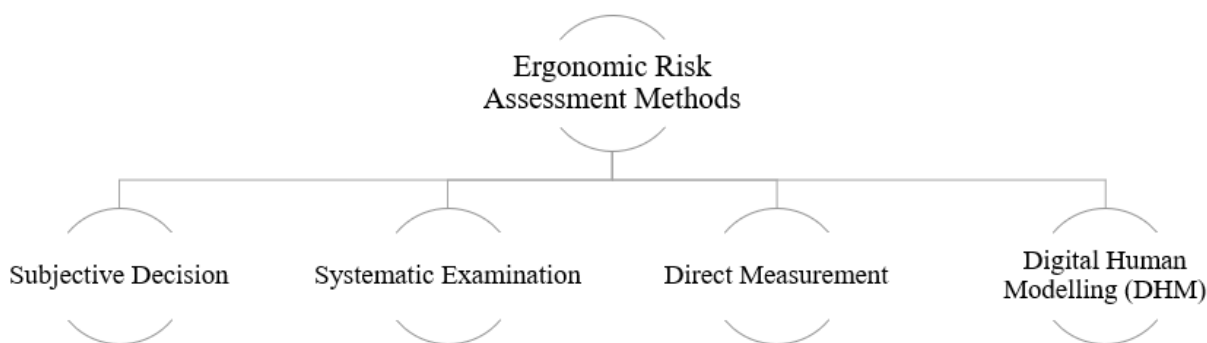 Ergonomic Risk
Assessment Methods
Subjective Decision
Systematic Examination
Direct Measurement
Digital Human
Modelling (DHM)